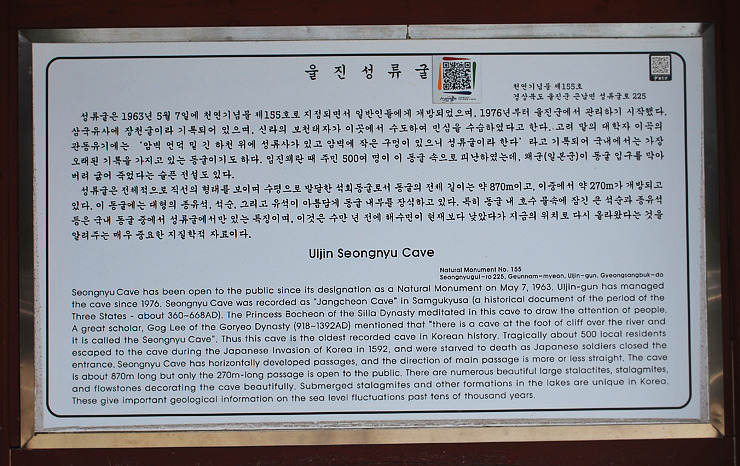 울진성류굴
천연기념물 제155호
경상북도 울진군 근남면 성류굴로 225
성류굴은 1963년 5월 7일에 천연기념물 제155호로 지정되면서 일반인들에게 개방되었으며, 1976년부터 울진군에서 관리하기 시작했다.
삼국유사에 장천굴이라 기록되어 있으며, 신라의 보천태자가 이곳에서 수도하여 민심을 수습하였다고 한다. 고려 말의 대학자 이곡의
관동유기에는 '암벽 언덕 밑 긴 하천 위에 성류사가 있고 암벽에 작은 구멍이 있으니 성류굴이라 한다' 라고 기록되어 국내에서는 가장
오래된 기록을 가지고 있는 동굴이기도 하다. 임진왜란 때 주민 500여 명이 이 동굴 속으로 피난하였는데, 왜군(일본군)이 동굴 입구를 막아
버려 굶어 죽었다는 슬픈 전설도 있다.
성류굴은 전체적으로 직선의 형태를 보이며 수평으로 발달한 석회동굴로서 동굴의 전체 길이는 약 870m이고, 이중에서 약 270m가 개방되고
있다. 이 동굴에는 대형의 종유석, 석순, 그리고 유석이 아름답게 동굴 내부를 장식하고 있다. 특히 동굴 내 호수 물속에 잠긴 큰 석순과 종유석
등은 국내 동굴 중에서 성류굴에서만 있는 특징이며, 이것은 수만 년 전에 해수면이 현재보다 낮았다가 지금의 위치로 다시 올라왔다는 것을
알려주는 매우 중요한 지질학적 자료이다.
Uljin Seongnyu Cave
Natural Monument No. 155
Seongnyugul-ro 225, Geunnam-myeon, Uljin-gun, Gyeongsangbuk-do
Seongnyu Cave has been open to the public since its designation as a Natural Monument on May 7, 1963. Uljin-gun has managed
the cave since 1976. Seongnyu Cave was recorded as "Jangcheon Cave" in Samgukyusa (a historical document of the period of the
Three States - about 360-668AD). The Princess Bocheon of the Silla Dynasty meditated in this cave to draw the attention of people.
A great scholar, Gog Lee of the Goryeo Dynasty (918-1392AD) mentioned that "there is a cave at the foot of cliff over the river and
it is called the Seongnyu Cave". Thus this cave is the oldest recorded cave in Korean history. Tragically about 500 local residents
escaped to the cave during the Japanese Invasion of Korea in 1592, and were starved to death as Japanese soldiers closed the
entrance. Seongnyu Cave has horizontally developed passages, and the direction of main passage is more or less straight. The cave
is about 870m long but only the 270m-long passage is open to the public. There are numerous beautiful large stalactites, stalagmites,
and flowstones decorating the cave beautifully. Submerged stalagmites and other formations in the lakes are unique in Korea.
These give important geological information on the sea level fluctuations past tens of thousand years.